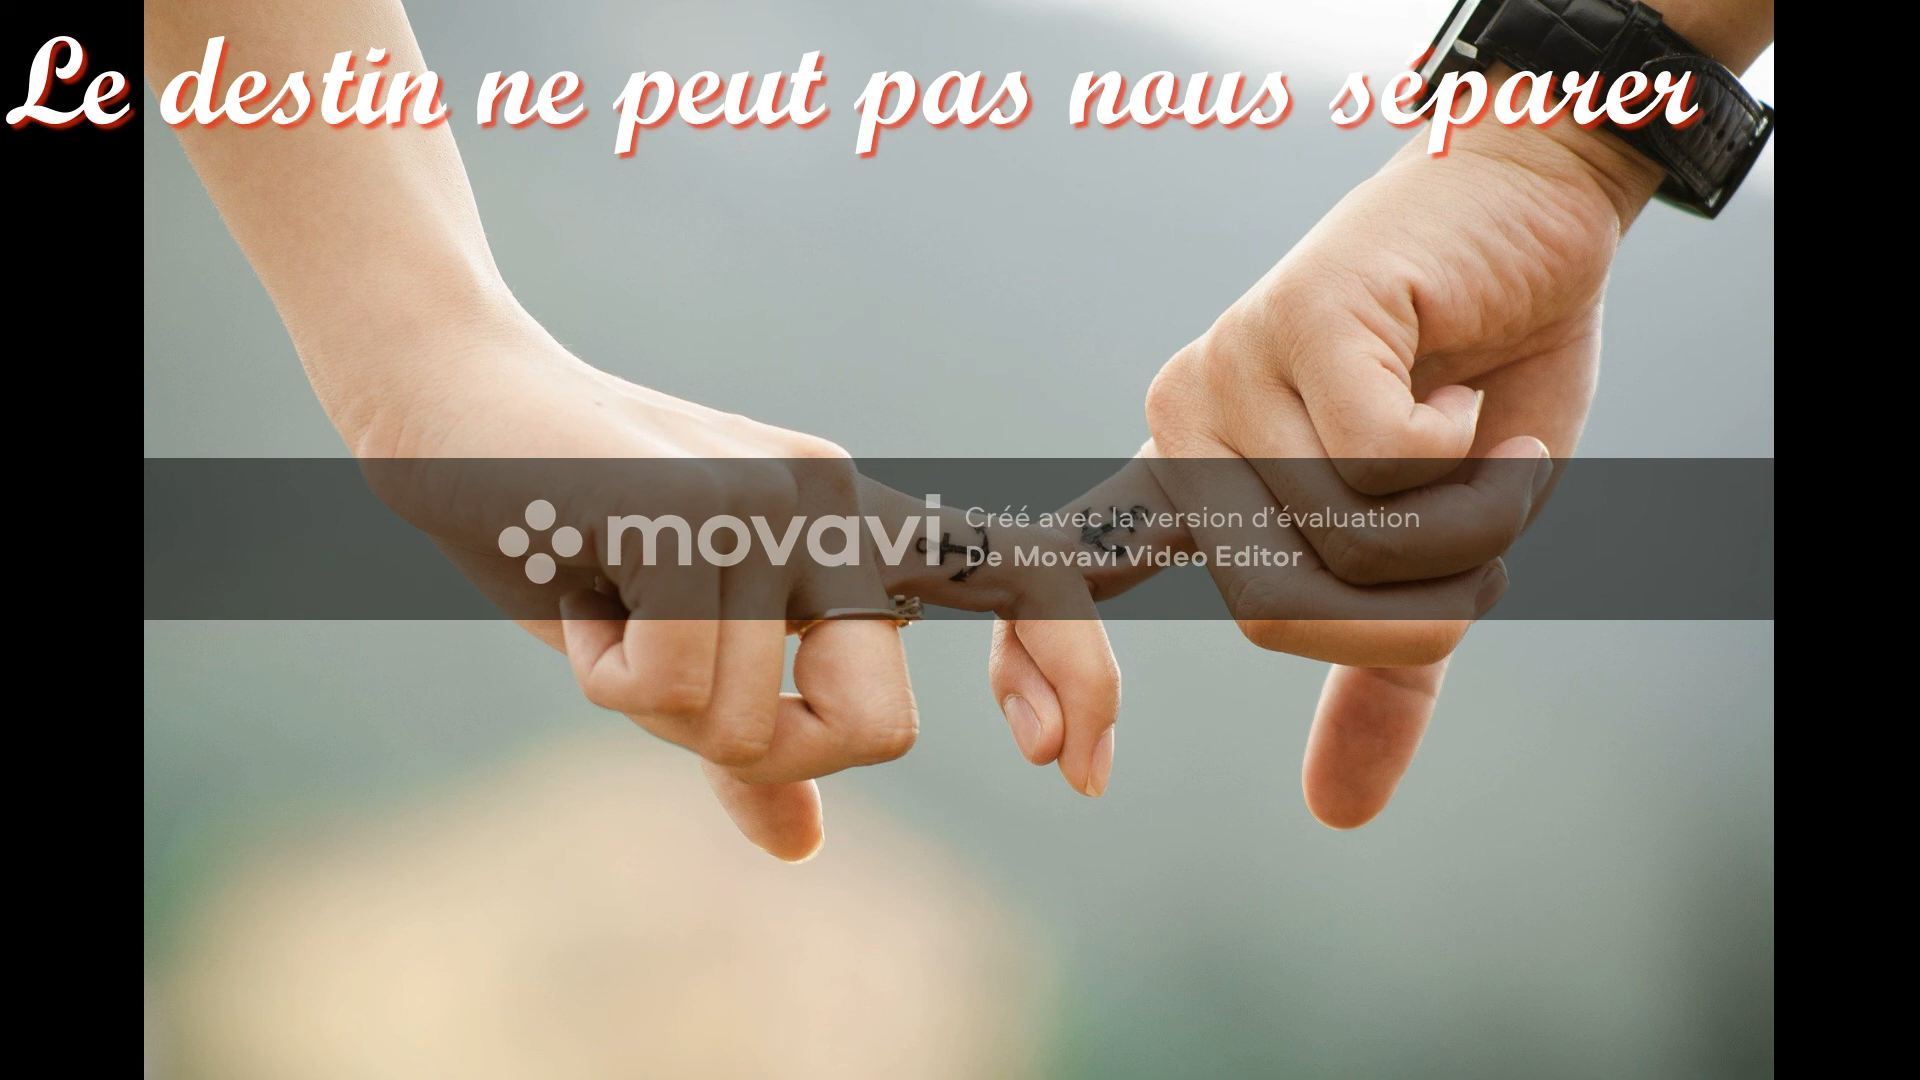 Le destin ne peut pas nous séparer
movavi
Créé avec la version d'évaluation
De Movavi Video Editor